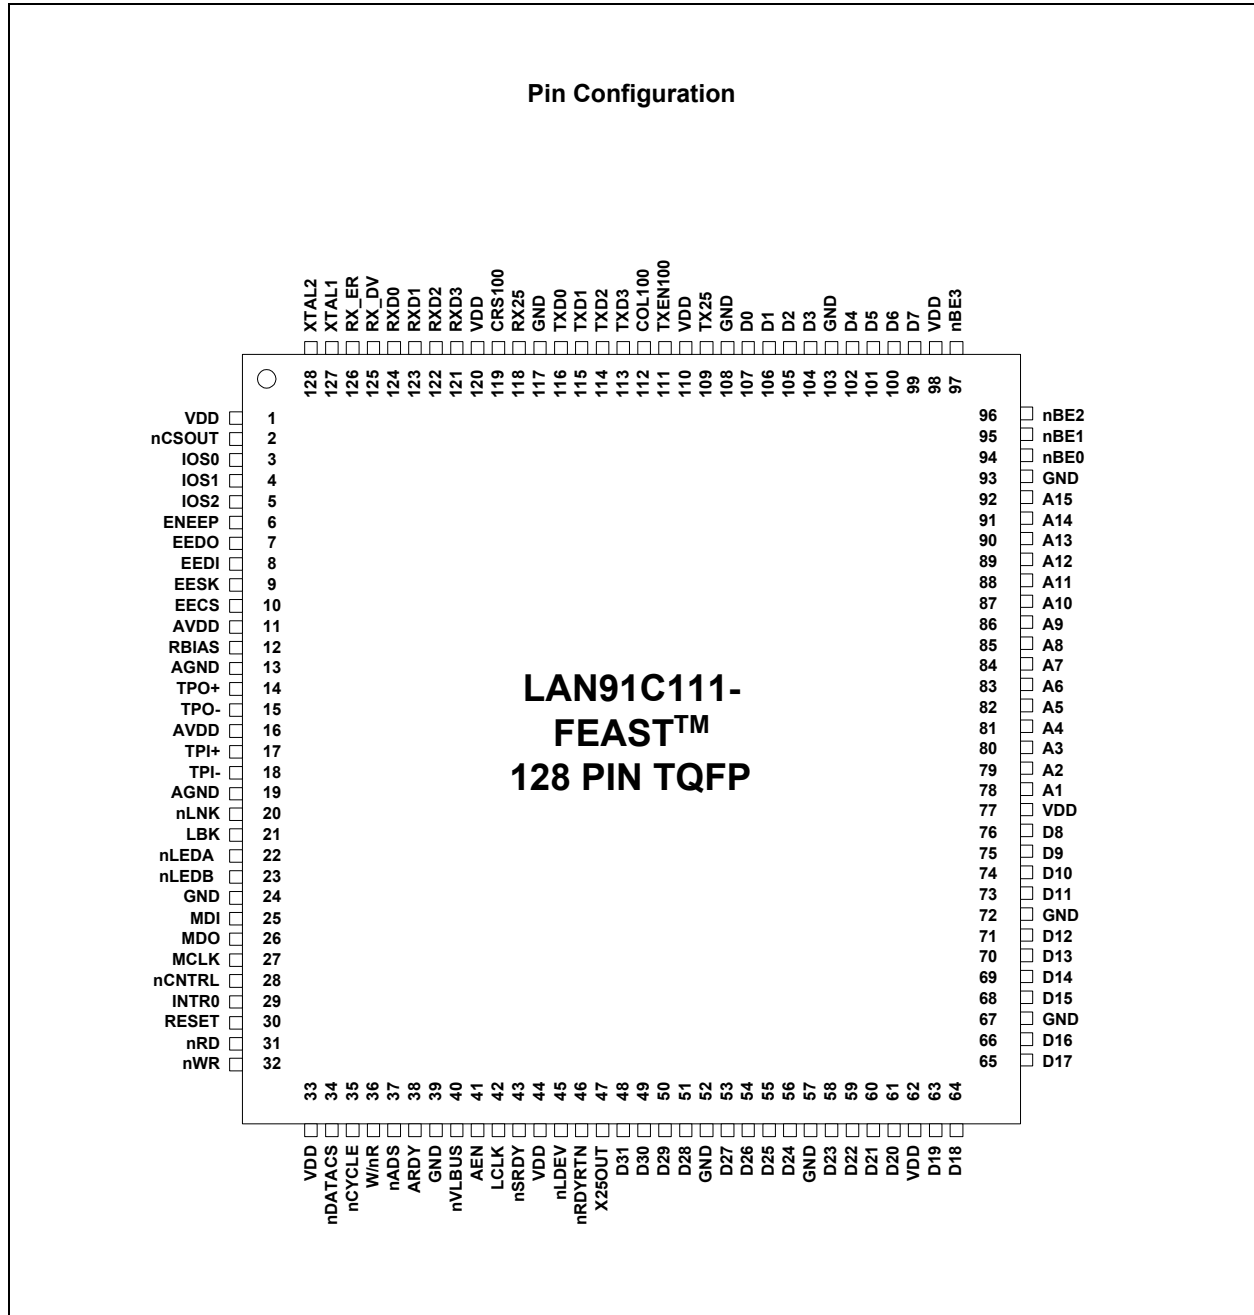 Pin Configuration
XTAL2
XTAL1
RX_ER
RX_DV
RXD0
RXD1
RXD2
RXD3
VDD
CRS100
RX25
GND
TXD0
TXD1
TXD2
TXD3
COL100
TXEN100
VDD
TX25
GND
D0
D1
D2
D3
GND
D4
D5
D6
D7
VDD
nBE3
128
127
126
125
124
123
122
121
120
119
118
117
116
115
114
113
112
111
110
109
108
107
106
105
104
103
102
101
100
99
98
97
VDD 1
nCSOUT 2
IOS0 3
IOS1 4
IOS2 5
ENEEP 6
EEDO 7
EEDI 8
EESK 9
EECS 10
AVDD 11
RBIAS 12
AGND 13
TPO+ 14
TPO- 15
AVDD 16
TPI+ 17
TPI- 18
AGND 19
nLNK 20
LBK 21
nLEDA 22
nLEDB 23
GND 24
MDI 25
MDO 26
MCLK 27
nCNTRL 28
INTR0 29
RESET 30
nRD 31
nWR 32
LAN91C111-
FEAST™
128 PIN TQFP
96 nBE2
95 nBE1
94 nBE0
93 GND
92 A15
91 A14
90 A13
89 A12
88 A11
87 A10
86 A9
85 A8
84 A7
83 A6
82 A5
81 A4
80 A3
79 A2
78 A1
77 VDD
76 D8
75 D9
74 D10
73 D11
72 GND
71 D12
70 D13
69 D14
68 D15
67 GND
66 D16
65 D17
33
34
35
36
37
38
39
40
41
42
43
44
45
46
47
48
49
50
51
52
53
54
55
56
57
58
59
60
61
62
63
64
VDD
nDATACS
nCYCLE
W/nR
nADS
ARDY
GND
nVLBUS
AEN
LCLK
nSRDY
VDD
nLDEV
nRDYRTN
X25OUT
D31
D30
D29
D28
GND
D27
D26
D25
D24
GND
D23
D22
D21
D20
VDD
D19
D18